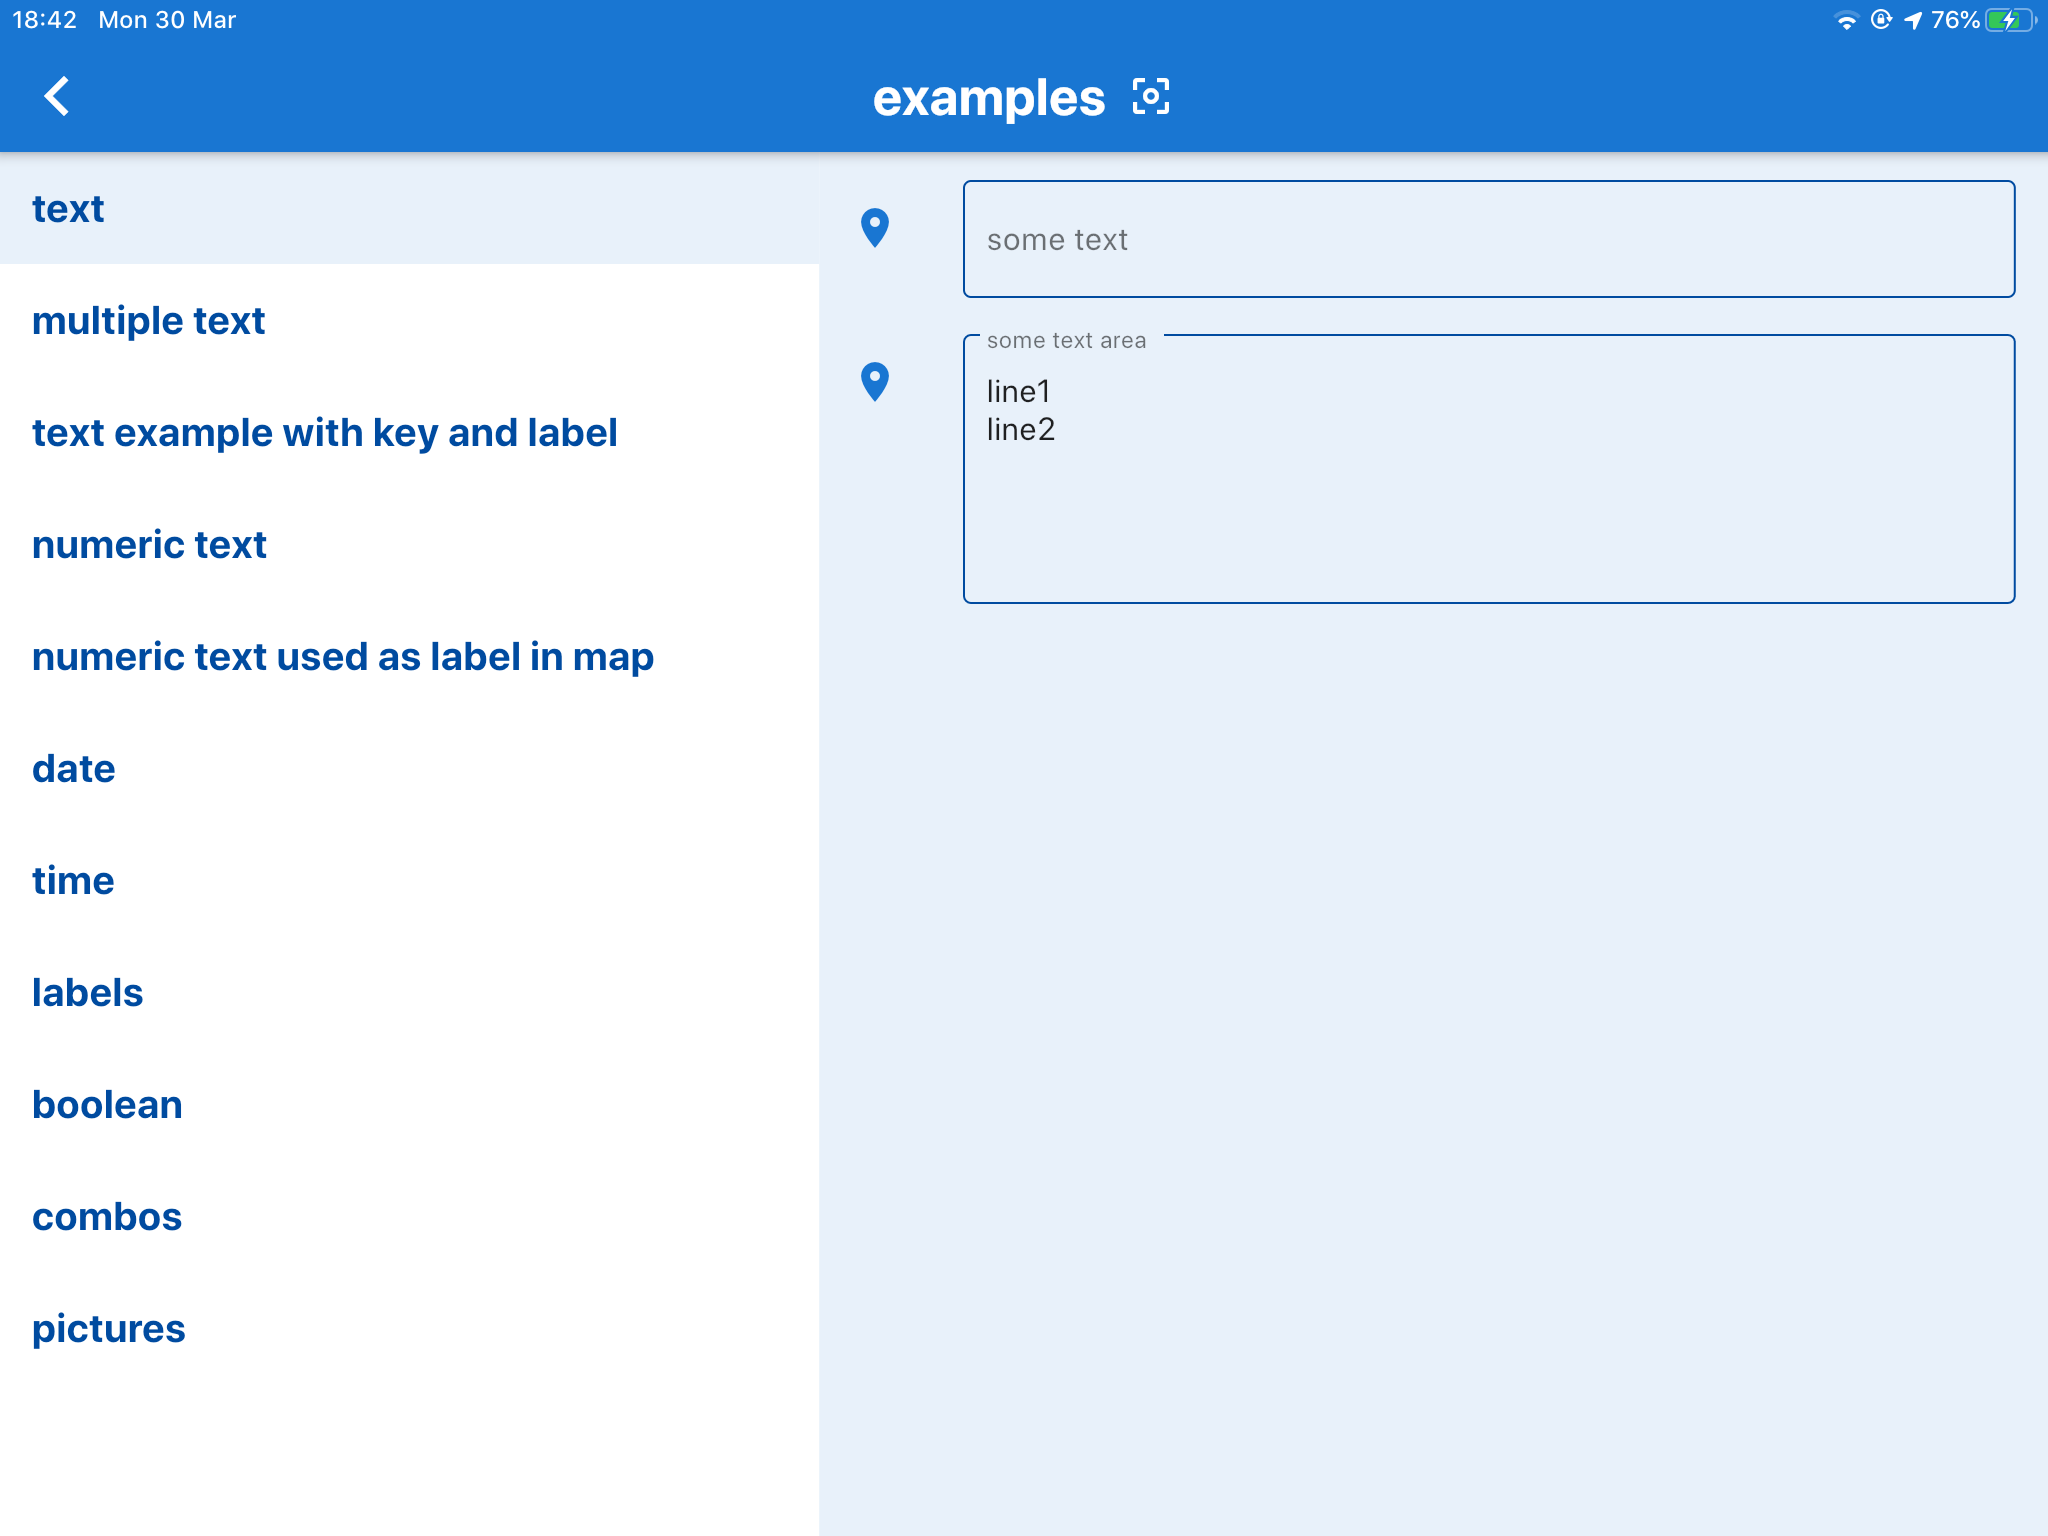 18:42 Mon 30 Mar
76%
examples
text
multiple text
text example with key and label
numeric text
numeric text used as label in map
date
time
labels
boolean
combos
pictures
some text
some text area
line1
line2